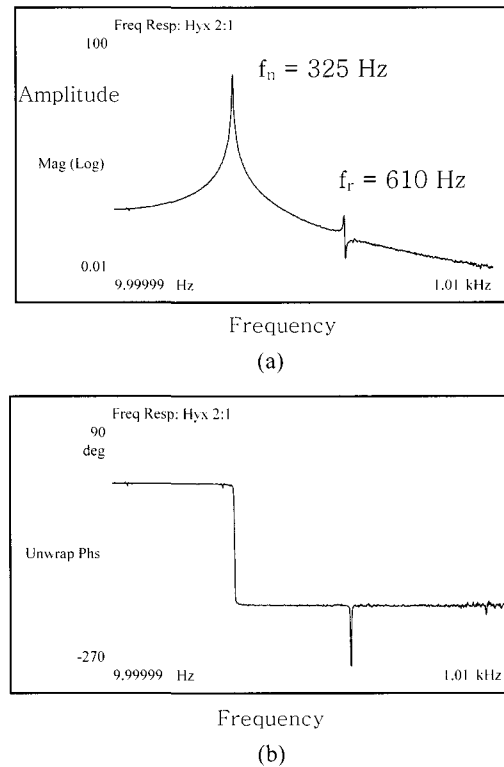 Freq Resp: Hyx 2:1
100
fn = 325 Hz
Amplitude
Mag (Log)
fr = 610 Hz
0.01
9.99999 Hz
1.01 kHz
Frequency
(a)
Freq Resp: Hyx 2:1
90
deg
Unwrap Phs
-270
9.99999 Hz
1.01 kHz
Frequency
(b)